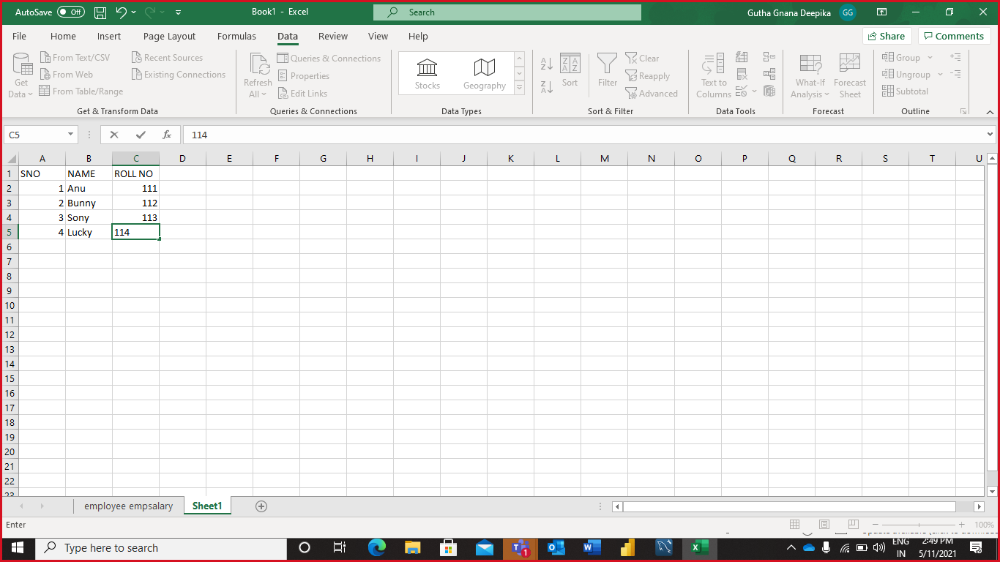 AutoSave Off Book1 - Excel Search Gutha Gnana Deepika GG
File Home Insert Page Layout Formulas Data Review View Help Share Comments
From Text/CSV Recent Sources Queries & Connections Clear Group
From Web Existing Connections Properties Reapply Ungroup
From Table/Range Edit Links Advanced Subtotal
Get Data Refresh All Stocks Geography Sort Filter Text to Columns What-If Analysis Forecast Sheet
Get & Transform Data Queries & Connections Data Types Sort & Filter Data Tools Forecast Outline
C5 fx 114
A B C D E F G H I J K L M N O P Q R S T U
1 SNO NAME ROLL NO
2 1 Anu 111
3 2 Bunny 112
4 3 Sony 113
5 4 Lucky 114
6
7
8
9
10
11
12
13
14
15
16
17
18
19
20
21
22
23
employee empsalary Sheet1
Enter 100%
Type here to search 1 ENG 2:49 PM
IN 5/11/2021